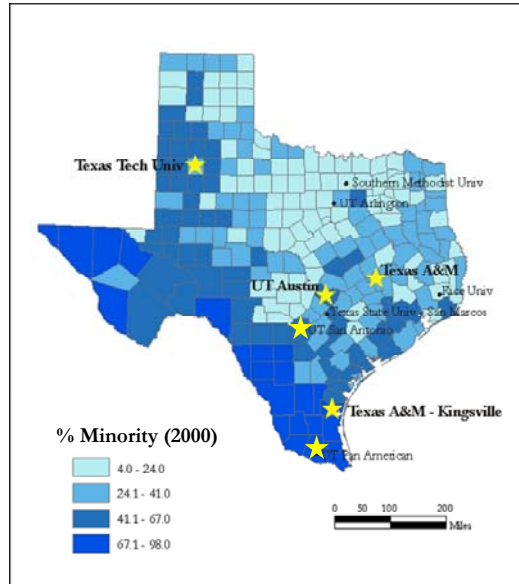 Texas Tech Univ
Southern Methodist Univ
UT Arlington
Texas A&M
UT Austin
Rice Univ
Texas State Univ - San Marcos
UT San Antonio
Texas A&M - Kingsville
UT Pan American
% Minority (2000)
4.0 - 24.0
24.1 - 41.0
41.1 - 67.0
67.1 - 98.0
0 50 100 200
Miles